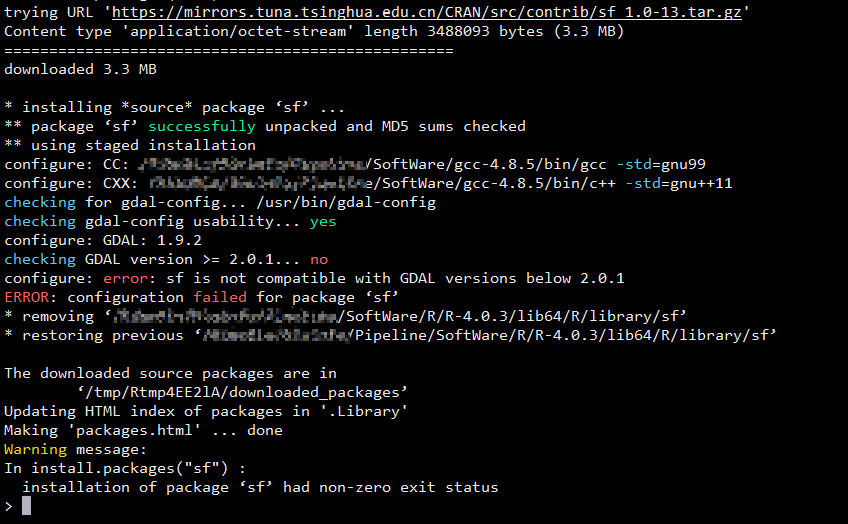 trying URL 'https://mirrors.tuna.tsinghua.edu.cn/CRAN/src/contrib/sf_1.0-13.tar.gz'
Content type 'application/octet-stream' length 3488093 bytes (3.3 MB)
==================================================
downloaded 3.3 MB
* installing *source* package ‘sf’ ...
** package ‘sf’ successfully unpacked and MD5 sums checked
** using staged installation
configure: CC: /SoftWare/gcc-4.8.5/bin/gcc -std=gnu99
configure: CXX: e/SoftWare/gcc-4.8.5/bin/c++ -std=gnu++11
checking for gdal-config... /usr/bin/gdal-config
checking gdal-config usability... yes
configure: GDAL: 1.9.2
checking GDAL version >= 2.0.1... no
configure: error: sf is not compatible with GDAL versions below 2.0.1
ERROR: configuration failed for package ‘sf’
* removing ‘/SoftWare/R/R-4.0.3/lib64/R/library/sf’
* restoring previous ‘/Pipeline/SoftWare/R/R-4.0.3/lib64/R/library/sf’
The downloaded source packages are in
‘/tmp/Rtmp4EE2lA/downloaded_packages’
Updating HTML index of packages in '.Library'
Making 'packages.html' ... done
Warning message:
In install.packages("sf") :
installation of package ‘sf’ had non-zero exit status
>